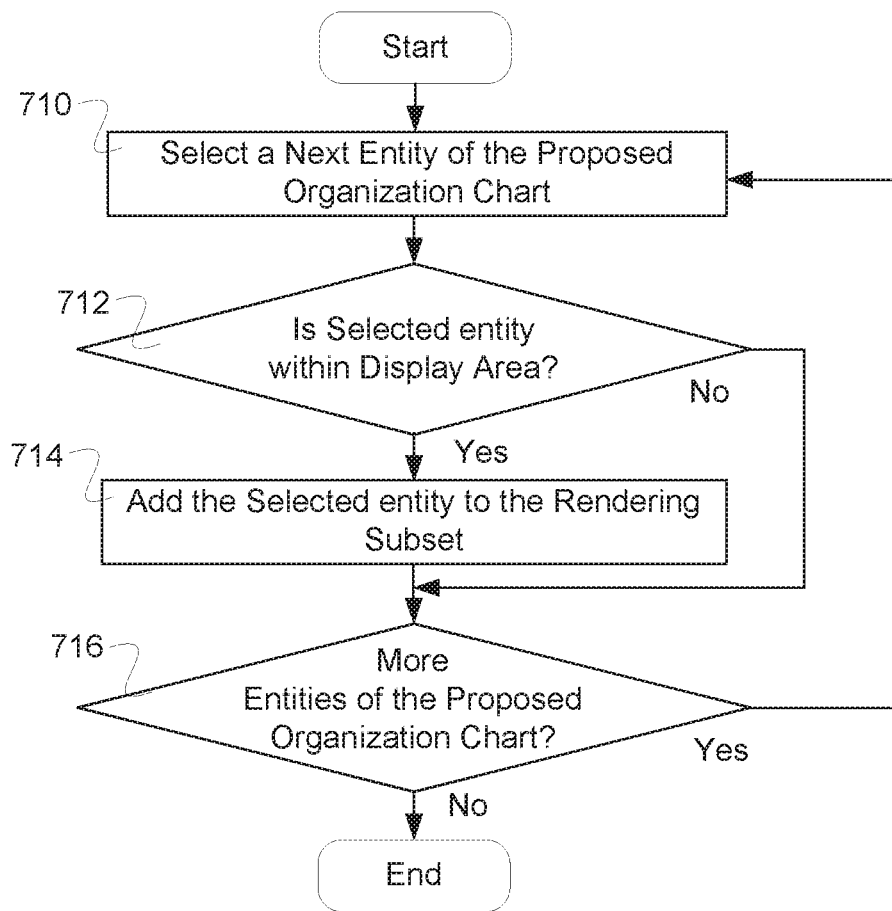 Start
710
Select a Next Entity of the Proposed
Organization Chart
712
Is Selected entity
within Display Area?
No
Yes
714
Add the Selected entity to the Rendering
Subset
716
More
Entities of the Proposed
Organization Chart?
Yes
No
End